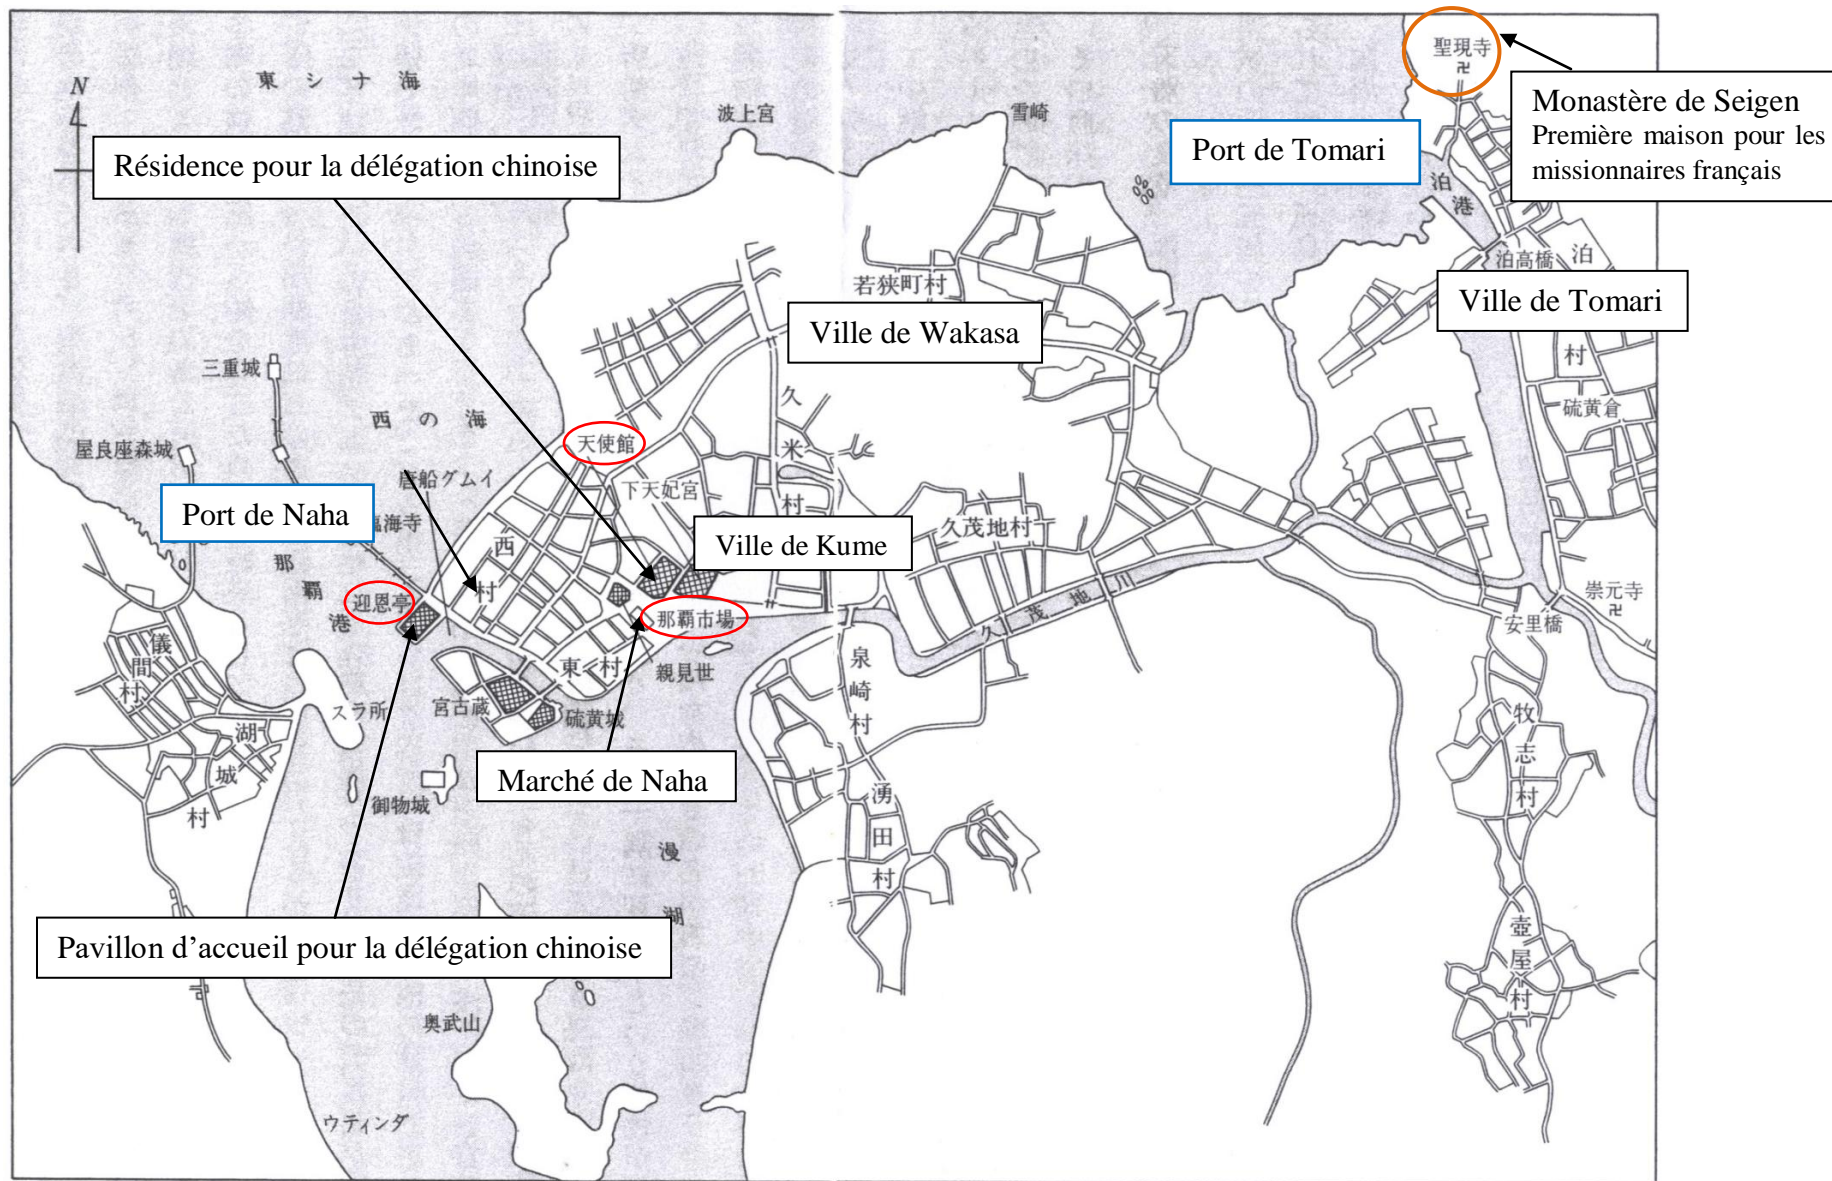 N
東シナ海
波上宮
雪崎
聖現寺
卍
Monastère de Seigen
Première maison pour les
missionnaires français
Port de Tomari
Résidence pour la délégation chinoise
泊港
泊高橋
泊村
Ville de Tomari
若狭町村
Ville de Wakasa
三重城
西の海
久米村
硫黄倉
屋良座森城
天使館
唐船グムイ
下天妃宮
Port de Naha
臨海寺
那覇港
西村
Ville de Kume
久茂地村
迎恩亭
那覇市場
久茂地川
崇元寺
卍
安里橋
儀間村
東村
親見世
泉崎村
スラ所
宮古蔵
硫黄城
湖城村
牧志村
Marché de Naha
御物城
湧田村
漫湖
Pavillon d’accueil pour la délégation chinoise
壺屋村
奥武山
ウティンダ